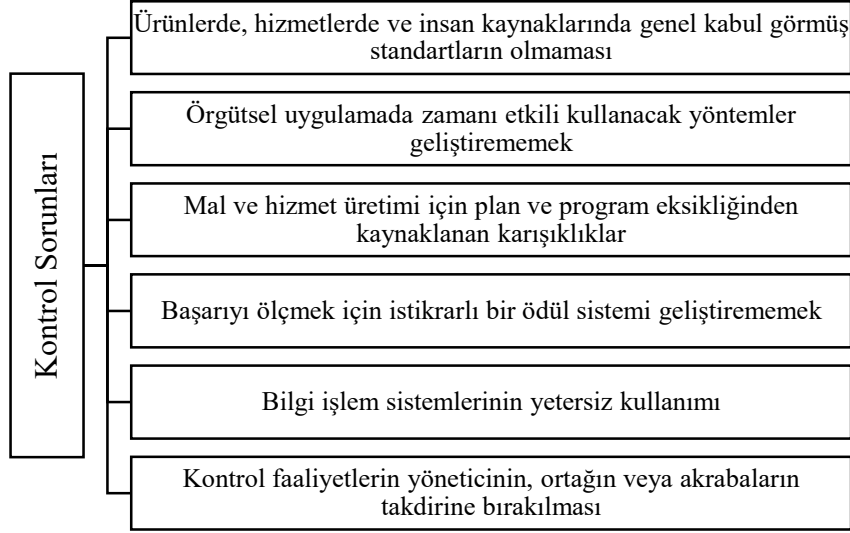 Kontrol Sorunları
Ürünlerde, hizmetlerde ve insan kaynaklarında genel kabul görmüş
standartların olmaması
Örgütsel uygulamada zamanı etkili kullanacak yöntemler
geliştirememek
Mal ve hizmet üretimi için plan ve program eksikliğinden
kaynaklanan karışıklıklar
Başarıyı ölçmek için istikrarlı bir ödül sistemi geliştirememek
Bilgi işlem sistemlerinin yetersiz kullanımı
Kontrol faaliyetlerin yöneticinin, ortağın veya akrabaların
takdirine bırakılması